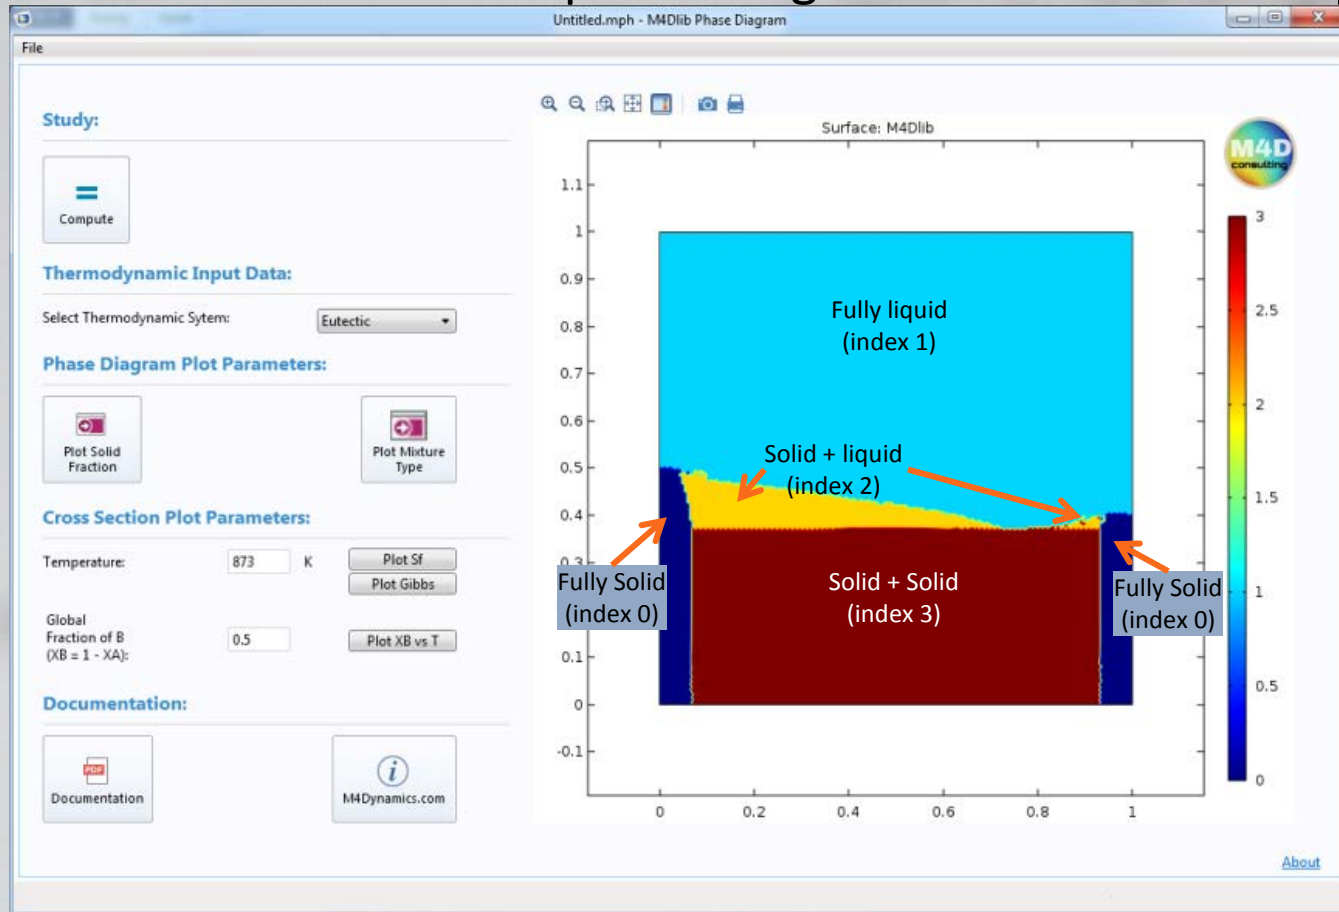 Untitled.mph - M4Dlib Phase Diagram
File
Study:
Compute
Thermodynamic Input Data:
Select Thermodynamic Sytem:
Eutectic
Phase Diagram Plot Parameters:
Plot Solid
Fraction
Plot Mixture
Type
Cross Section Plot Parameters:
Temperature:
873
K
Plot Sf
Plot Gibbs
Global
Fraction of B
(XB = 1 - XA):
0.5
Plot XB vs T
Documentation:
PDF
Documentation
i
M4Dynamics.com
Surface: M4Dlib
M4D
consulting
1.1
1
0.9
0.8
0.7
0.6
0.5
0.4
0.3
0.1
0
-0.1
0
0.2
0.4
0.6
0.8
1
Fully liquid
(index 1)
Solid + liquid
(index 2)
Fully Solid
(index 0)
Solid + Solid
(index 3)
Fully Solid
(index 0)
3
2.5
2
1.5
1
0.5
0
About